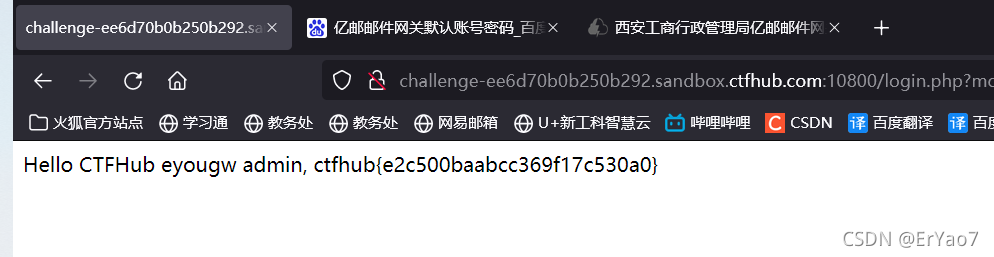 challenge-ee6d70b0b250b292.sa
亿邮邮件网关默认账号密码_百度
西安工商行政管理局亿邮邮件网
challenge-ee6d70b0b250b292.sandbox.ctfhub.com:10800/login.php?mo
火狐官方站点 学习通 教务处 教务处 网易邮箱 U+新工科智慧云 哔哩哔哩 C CSDN 译 百度翻译 译 百度
Hello CTFHub eyougw admin, ctfhub{e2c500baabcc369f17c530a0}
CSDN @ErYao7